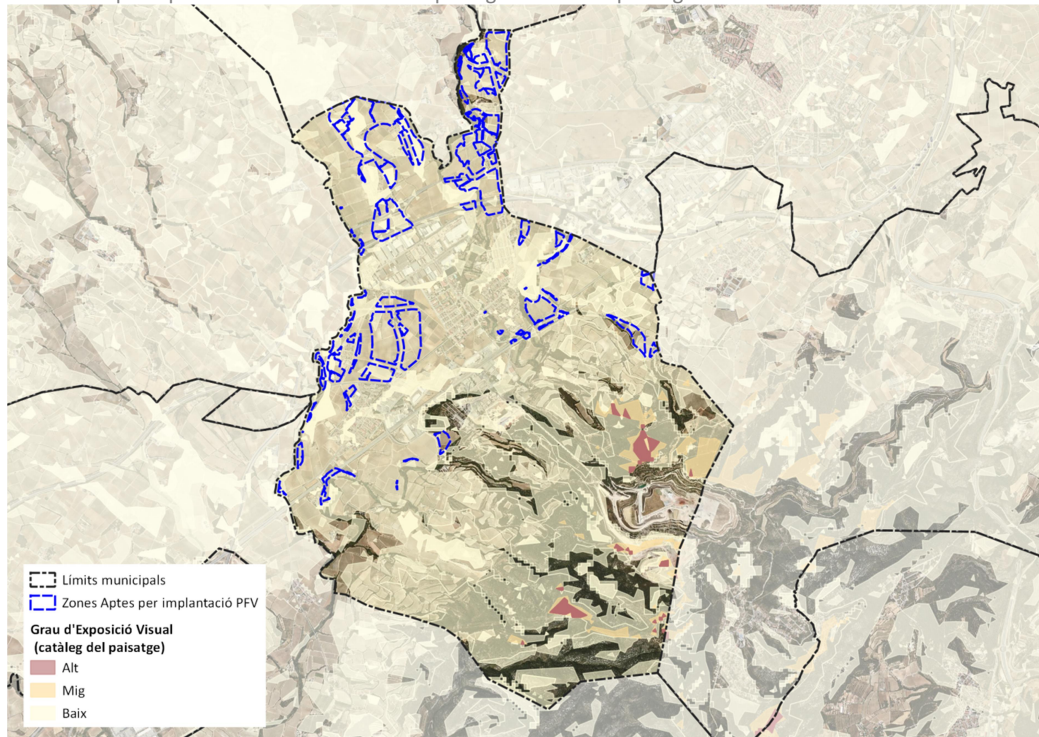 Límits municipals
Zones Aptes per implantació PFV
Grau d'Exposició Visual
(catàleg del paisatge)
Alt
Mig
Baix